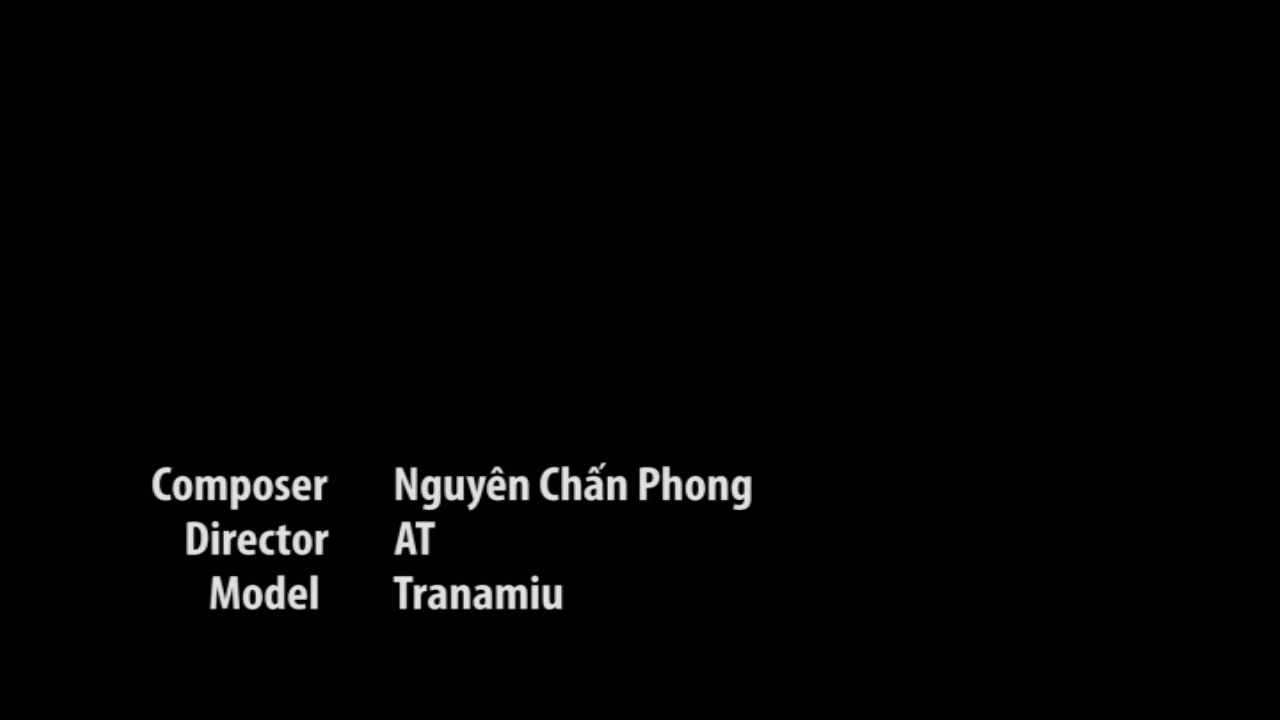 Composer Nguyên Chấn Phong
Director AT
Model Tranamiu